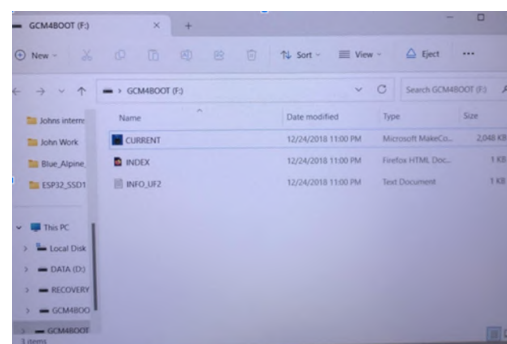 GCM4BOOT (F:)
New Sort View Eject
GCM4BOOT (F:) Search GCM4BOOT (F:)
Name Date modified Type Size
Johns interns
John Work
Blue_Alpine_
ESP32_SSD1
CURRENT 12/24/2018 11:00 PM Microsoft MakeCo... 2,048 KB
INDEX 12/24/2018 11:00 PM Firefox HTML Doc... 1 KB
INFO_UF2 12/24/2018 11:00 PM Text Document 1 KB
This PC
Local Disk
DATA (D:)
RECOVERY
GCM4BOO
GCM4BOOT
3 items